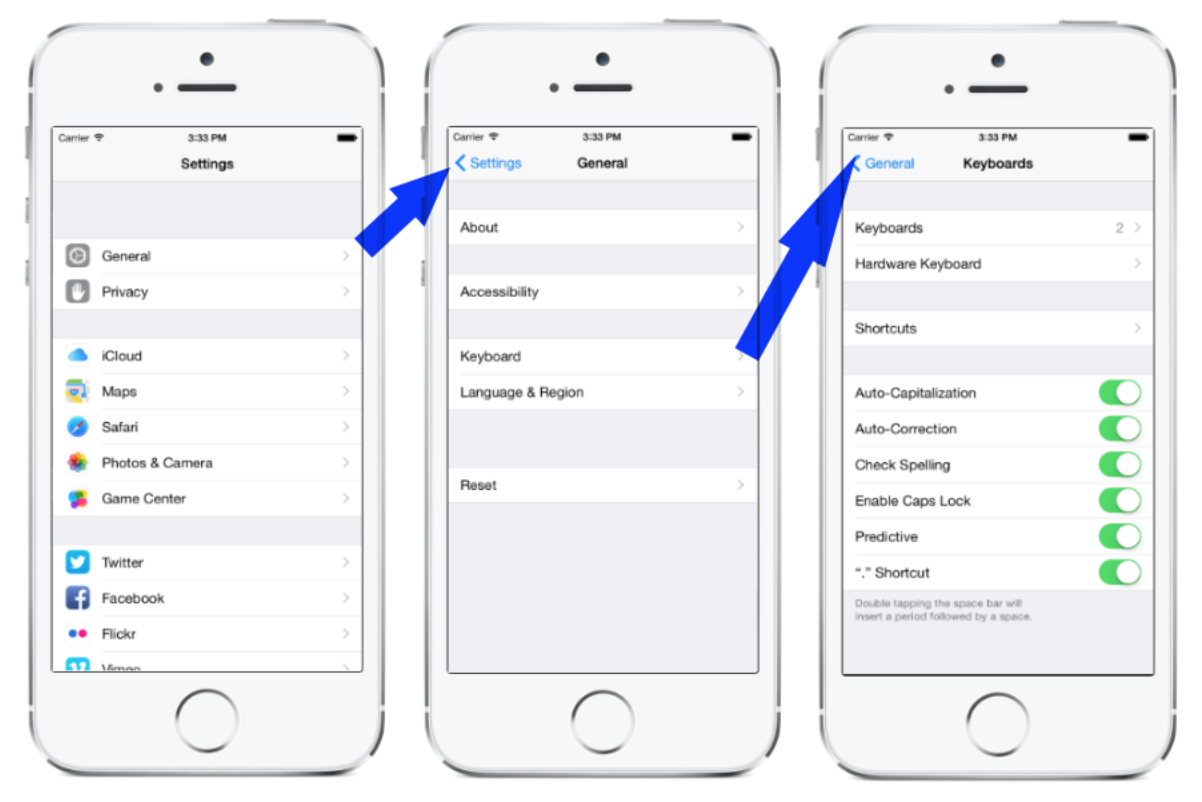 Carrier 3:33 PM
Settings
General
Privacy
iCloud
Maps
Safari
Photos & Camera
Game Center
Twitter
Facebook
Flickr
Vimeo
Carrier 3:33 PM
Settings General
About
Accessibility
Keyboard
Language & Region
Reset
Carrier 3:33 PM
General Keyboards
Keyboards 2
Hardware Keyboard
Shortcuts
Auto-Capitalization
Auto-Correction
Check Spelling
Enable Caps Lock
Predictive
“.” Shortcut
Double tapping the space bar will
insert a period followed by a space.